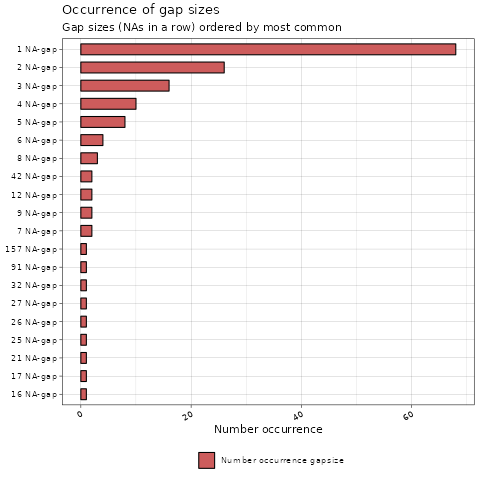 Occurrence of gap sizes
Gap sizes (NAs in a row) ordered by most common
1 NA-gap
2 NA-gap
3 NA-gap
4 NA-gap
5 NA-gap
6 NA-gap
8 NA-gap
42 NA-gap
12 NA-gap
9 NA-gap
7 NA-gap
157 NA-gap
91 NA-gap
32 NA-gap
27 NA-gap
26 NA-gap
25 NA-gap
21 NA-gap
17 NA-gap
16 NA-gap
0 20 40 60
Number occurrence
Number occurrence gapsize